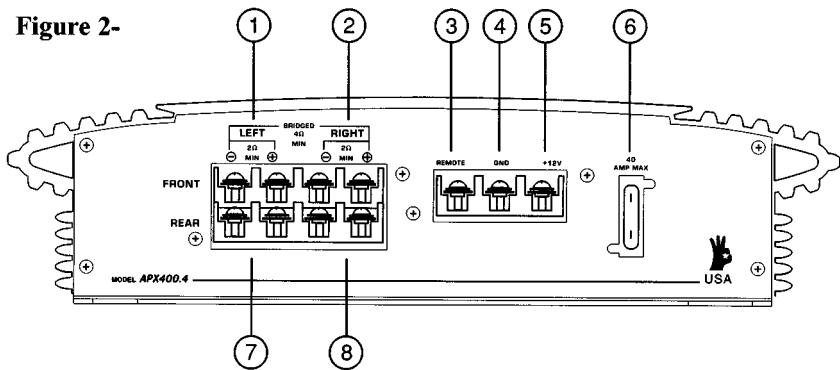 Figure 2-
1 2 3 4 5 6
BRIDGED
LEFT 4Ω RIGHT
MIN
2Ω 2Ω
⊖ MIN ⊕ ⊖ MIN ⊕
REMOTE GND +12V
40
AMP MAX
FRONT
REAR
MODEL APX400.4
USA
7 8